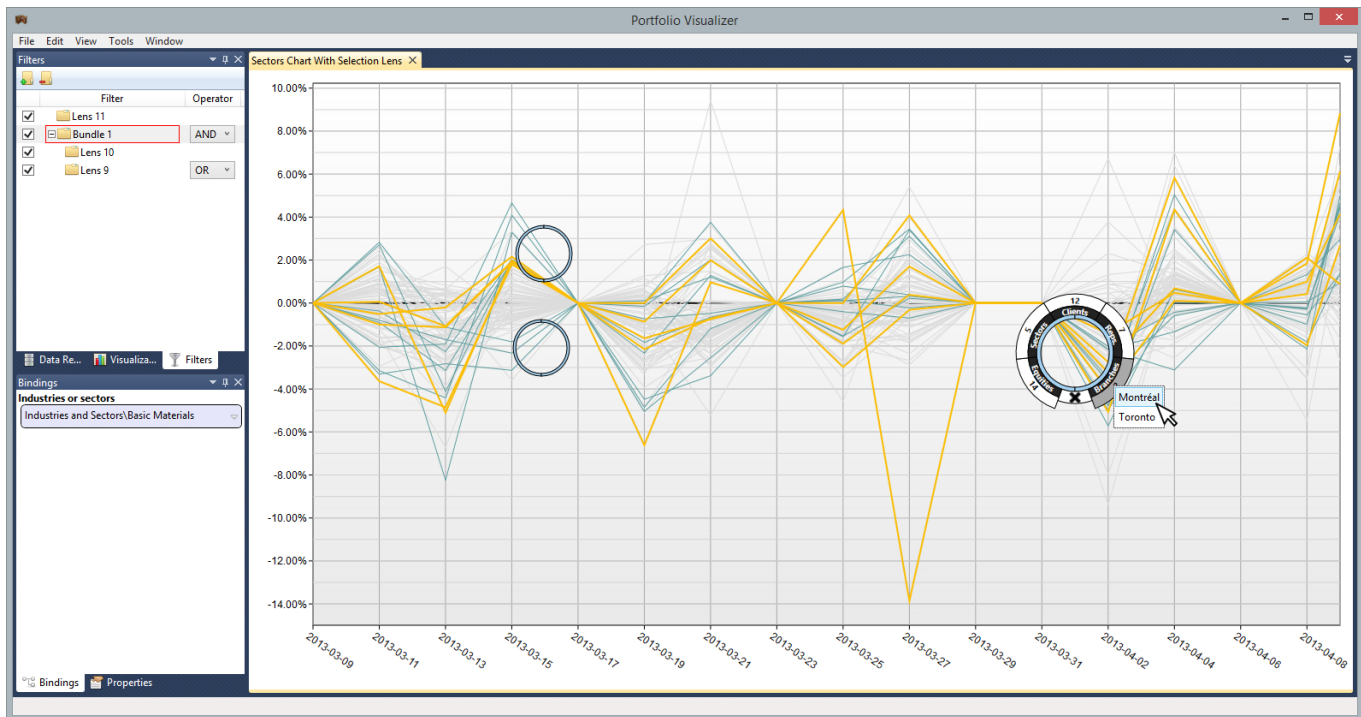 Portfolio Visualizer
File Edit View Tools Window
Filters
Filter Operator
Lens 11
Bundle 1 AND
Lens 10
Lens 9 OR
Data Re... Visualiza... Filters
Bindings
Industries or sectors
Industries and Sectors\Basic Materials
Bindings Properties
Sectors Chart With Selection Lens
10.00%
8.00%
6.00%
4.00%
2.00%
0.00%
-2.00%
-4.00%
-6.00%
-8.00%
-10.00%
-12.00%
-14.00%
12
Clients
5
Sectors
Reps
7
Equities
14
Branches
Montréal
Toronto
2013-03-09
2013-03-11
2013-03-13
2013-03-15
2013-03-17
2013-03-19
2013-03-21
2013-03-23
2013-03-25
2013-03-27
2013-03-29
2013-03-31
2013-04-02
2013-04-04
2013-04-06
2013-04-08